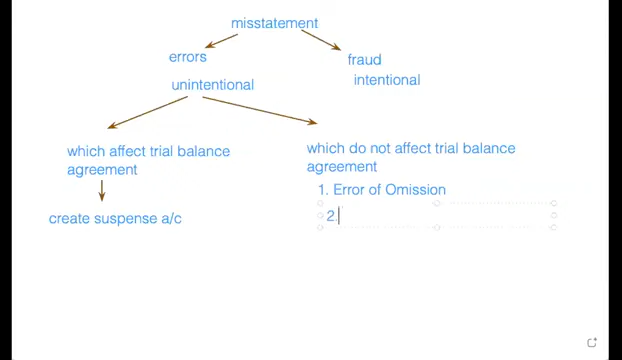 misstatement
errors
fraud
unintentional
intentional
which affect trial balance
agreement
which do not affect trial balance
agreement
1. Error of Omission
create suspense a/c
2.